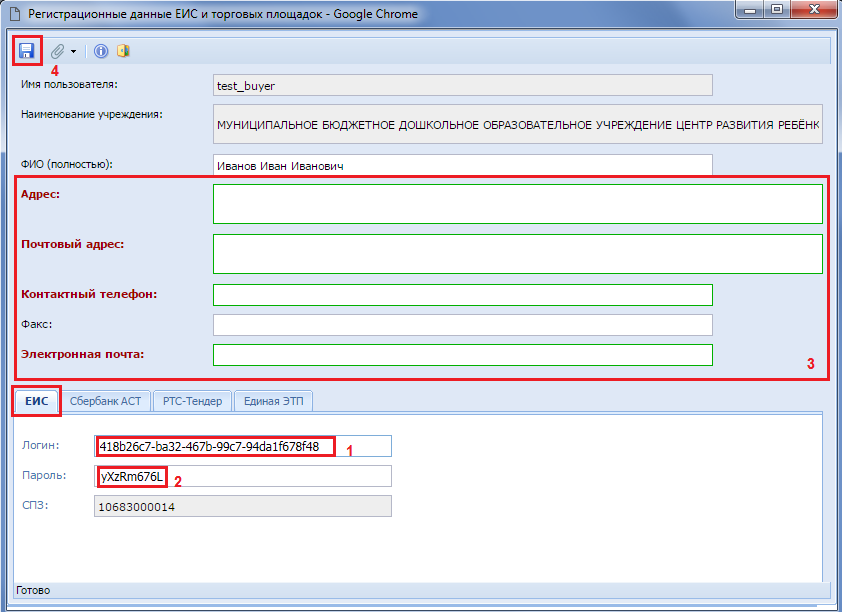 Регистрационные данные ЕИС и торговых площадок - Google Chrome
4
Имя пользователя: test_buyer
Наименование учреждения: МУНИЦИПАЛЬНОЕ БЮДЖЕТНОЕ ДОШКОЛЬНОЕ ОБРАЗОВАТЕЛЬНОЕ УЧРЕЖДЕНИЕ ЦЕНТР РАЗВИТИЯ РЕБЁНК
ФИО (полностью): Иванов Иван Иванович
Адрес:
Почтовый адрес:
Контактный телефон:
Факс:
Электронная почта:
3
ЕИС Сбербанк АСТ РТС-Тендер Единая ЭТП
Логин: 418b26c7-ba32-467b-99c7-94da1f678f48 1
Пароль: yXzRm676L 2
СПЗ: 10683000014
Готово